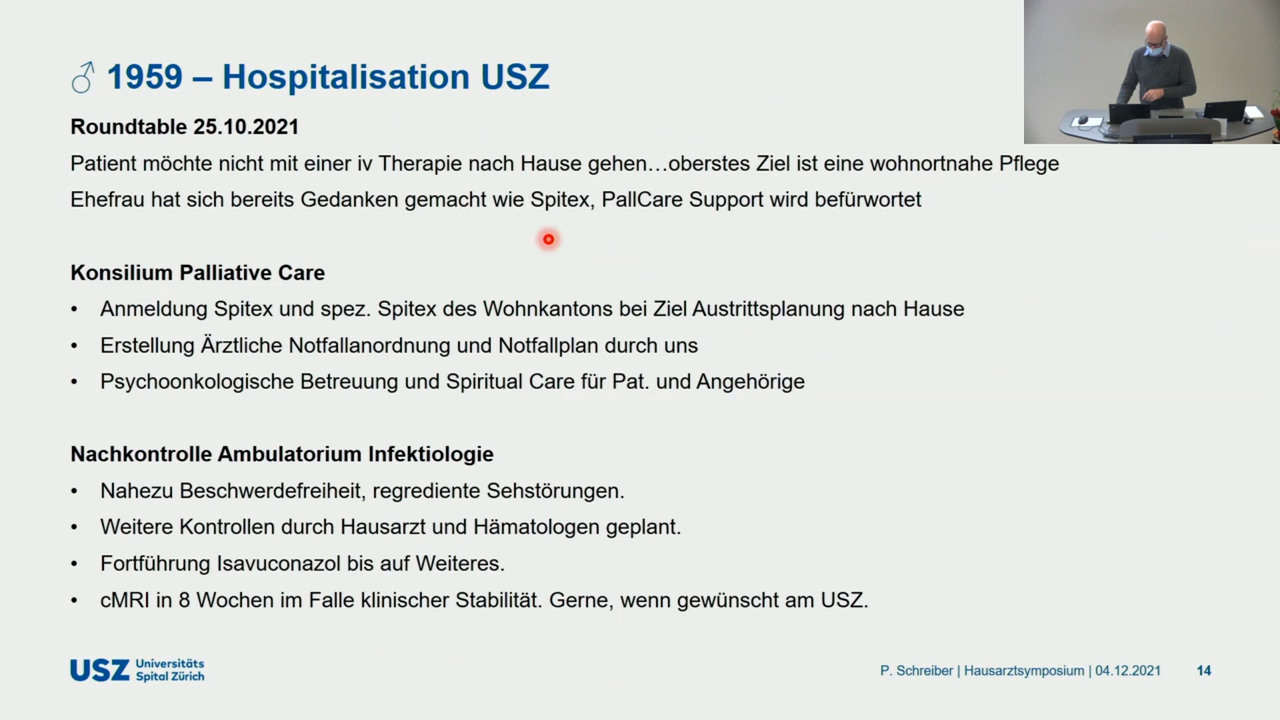 ♂ 1959 – Hospitalisation USZ
Roundtable 25.10.2021
Patient möchte nicht mit einer iv Therapie nach Hause gehen…oberstes Ziel ist eine wohnortnahe Pflege
Ehefrau hat sich bereits Gedanken gemacht wie Spitex, PallCare Support wird befürwortet
Konsilium Palliative Care
• Anmeldung Spitex und spez. Spitex des Wohnkantons bei Ziel Austrittsplanung nach Hause
• Erstellung Ärztliche Notfallanordnung und Notfallplan durch uns
• Psychoonkologische Betreuung und Spiritual Care für Pat. und Angehörige
Nachkontrolle Ambulatorium Infektiologie
• Nahezu Beschwerdefreiheit, regrediente Sehstörungen.
• Weitere Kontrollen durch Hausarzt und Hämatologen geplant.
• Fortführung Isavuconazol bis auf Weiteres.
• cMRI in 8 Wochen im Falle klinischer Stabilität. Gerne, wenn gewünscht am USZ.
USZ Universitäts
Spital Zürich
P. Schreiber | Hausarztsymposium | 04.12.2021 14